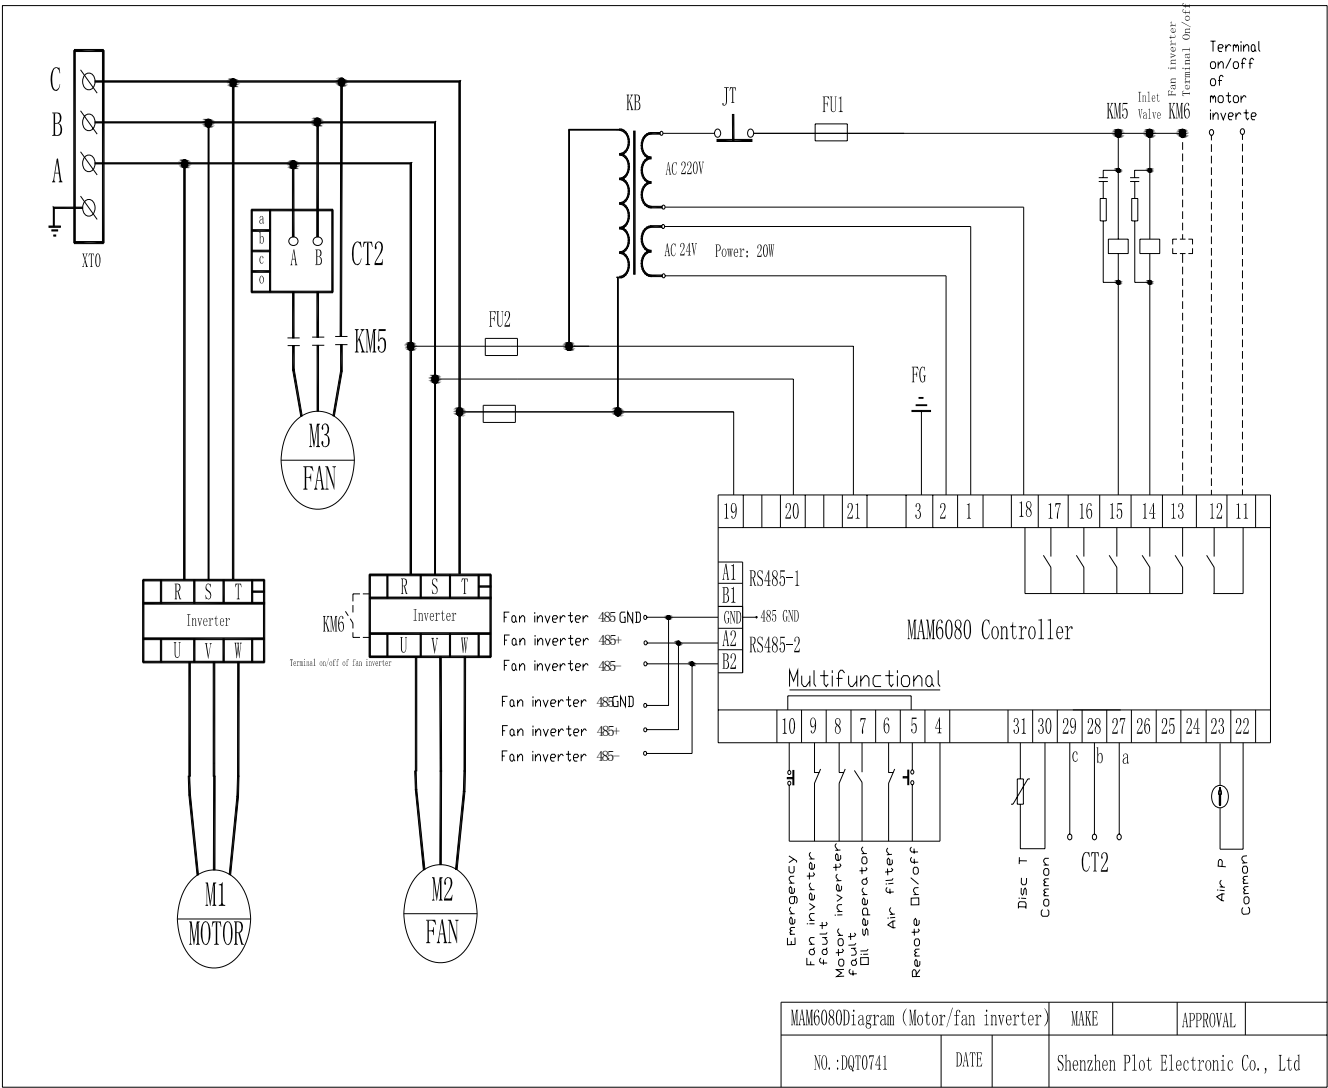 Fan inverter
Terminal On/off
Terminal
on/off
of
motor
inverte
KB
JT
FU1
KM5
Inlet
Valve
KM6
C
B
A
XT0
AC 220V
AC 24V
Power: 20W
a
b
c
o
A
B
CT2
KM5
FU2
FG
M3
FAN
19
20
21
3
2
1
18
17
16
15
14
13
12
11
A1
B1
GND
A2
B2
RS485-1
485 GND
RS485-2
MAM6080 Controller
R
S
T
Inverter
U
V
W
R
S
T
Inverter
U
V
W
KM6
Terminal on/off of fan inverter
Fan inverter 485 GND
Fan inverter 485+
Fan inverter 485-
Fan inverter 485GND
Fan inverter 485+
Fan inverter 485-
Multifunctional
10
9
8
7
6
5
4
31
30
29
28
27
26
25
24
23
22
c
b
a
CT2
Emergency
Fan inverter
fault
Motor inverter
fault
Oil seperator
Air filter
Remote On/off
Disc T
Common
Air P
Common
M1
MOTOR
M2
FAN
MAM6080Diagram (Motor/fan inverter)
MAKE
APPROVAL
NO.:DQT0741
DATE
Shenzhen Plot Electronic Co., Ltd